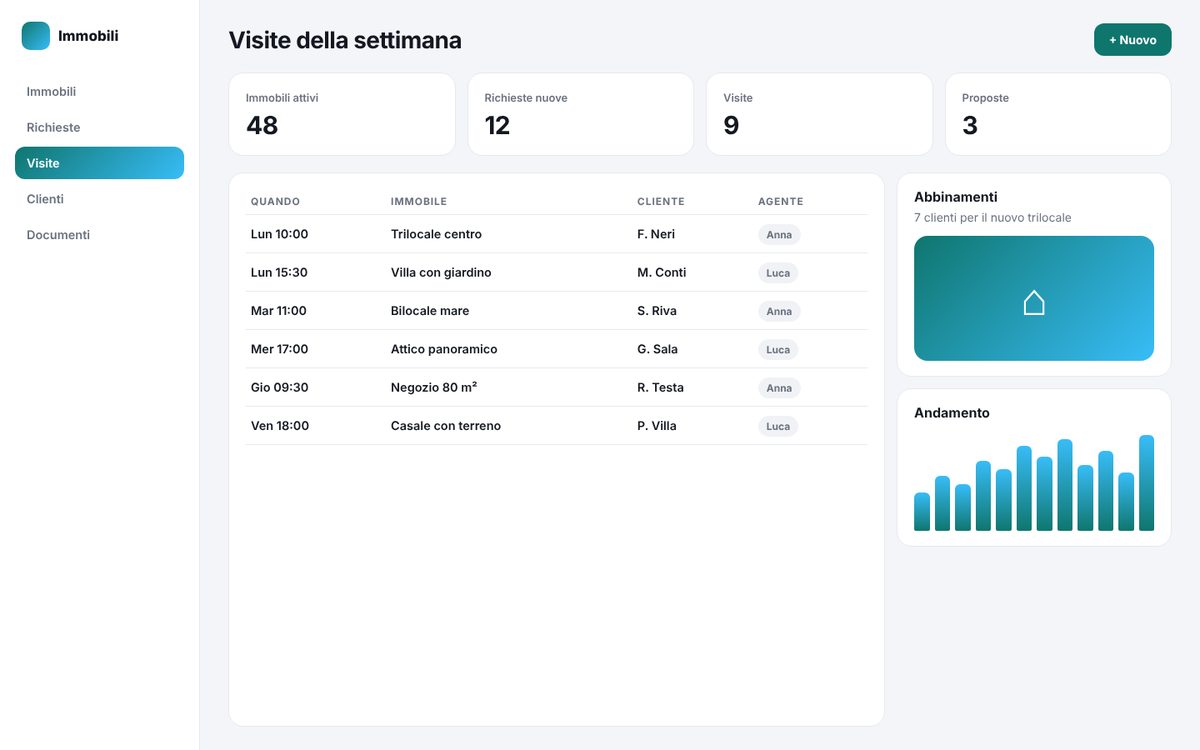 Immobili
Immobili
Richieste
Visite
Clienti
Documenti
Visite della settimana
+ Nuovo
Immobili attivi
48
Richieste nuove
12
Visite
9
Proposte
3
QUANDO IMMOBILE CLIENTE AGENTE
Lun 10:00 Trilocale centro F. Neri Anna
Lun 15:30 Villa con giardino M. Conti Luca
Mar 11:00 Bilocale mare S. Riva Anna
Mer 17:00 Attico panoramico G. Sala Luca
Gio 09:30 Negozio 80 m² R. Testa Anna
Ven 18:00 Casale con terreno P. Villa Luca
Abbinamenti
7 clienti per il nuovo trilocale
Andamento